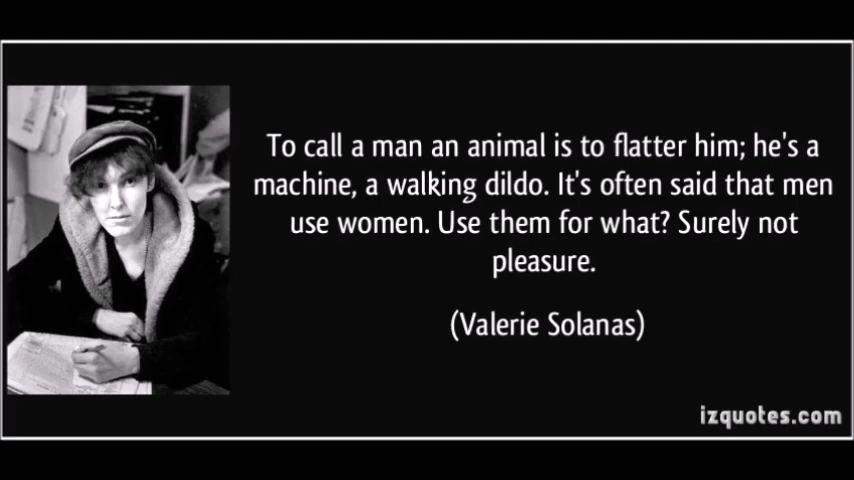 To call a man an animal is to flatter him; he's a
machine, a walking dildo. It's often said that men
use women. Use them for what? Surely not
pleasure.
(Valerie Solanas)
izquotes.com